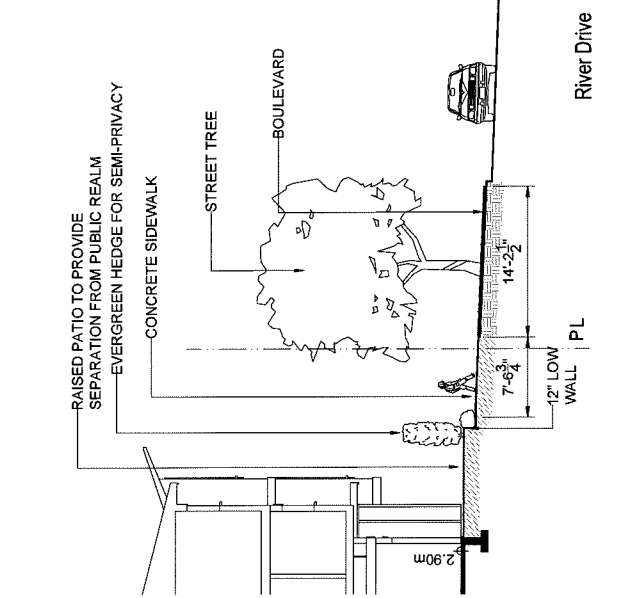 RAISED PATIO TO PROVIDE
SEPARATION FROM PUBLIC REALM
EVERGREEN HEDGE FOR SEMI-PRIVACY
CONCRETE SIDEWALK
STREET TREE
BOULEVARD
2.90m
7'-6 3/4"
14'-2 1/2"
12" LOW
WALL
PL
River Drive